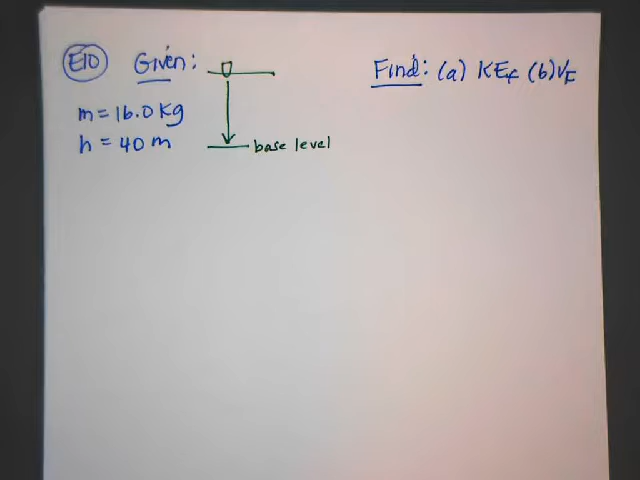 E10 Given:
Find: (a) KEf (b) VF
m = 16.0 Kg
h = 40 m
base level